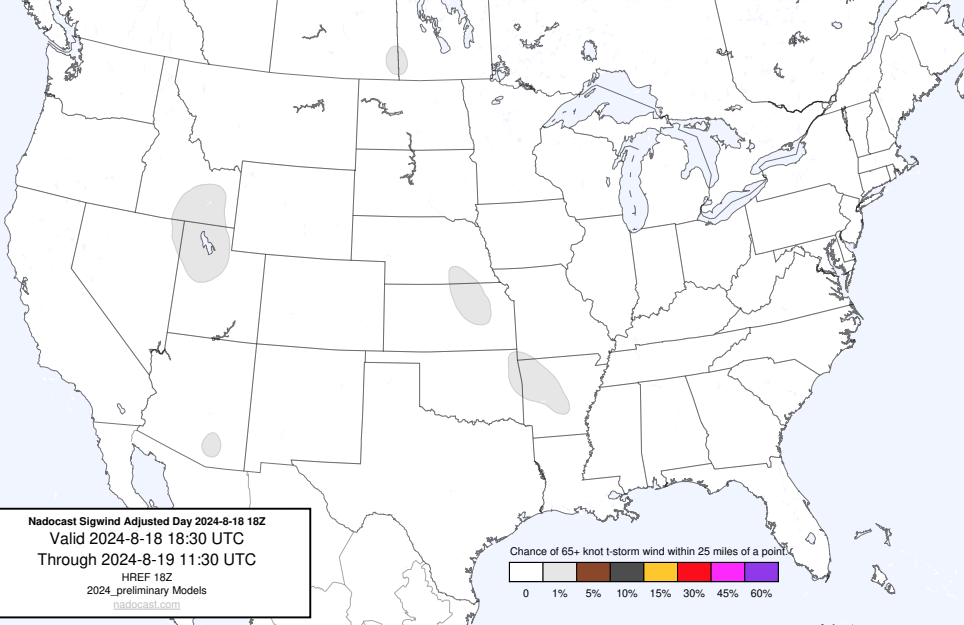 Nadocast Sigwind Adjusted Day 2024-8-18 18Z
Valid 2024-8-18 18:30 UTC
Through 2024-8-19 11:30 UTC
HREF 18Z
2024_preliminary Models
nadocast.com
Chance of 65+ knot t-storm wind within 25 miles of a point.
0 1% 5% 10% 15% 30% 45% 60%